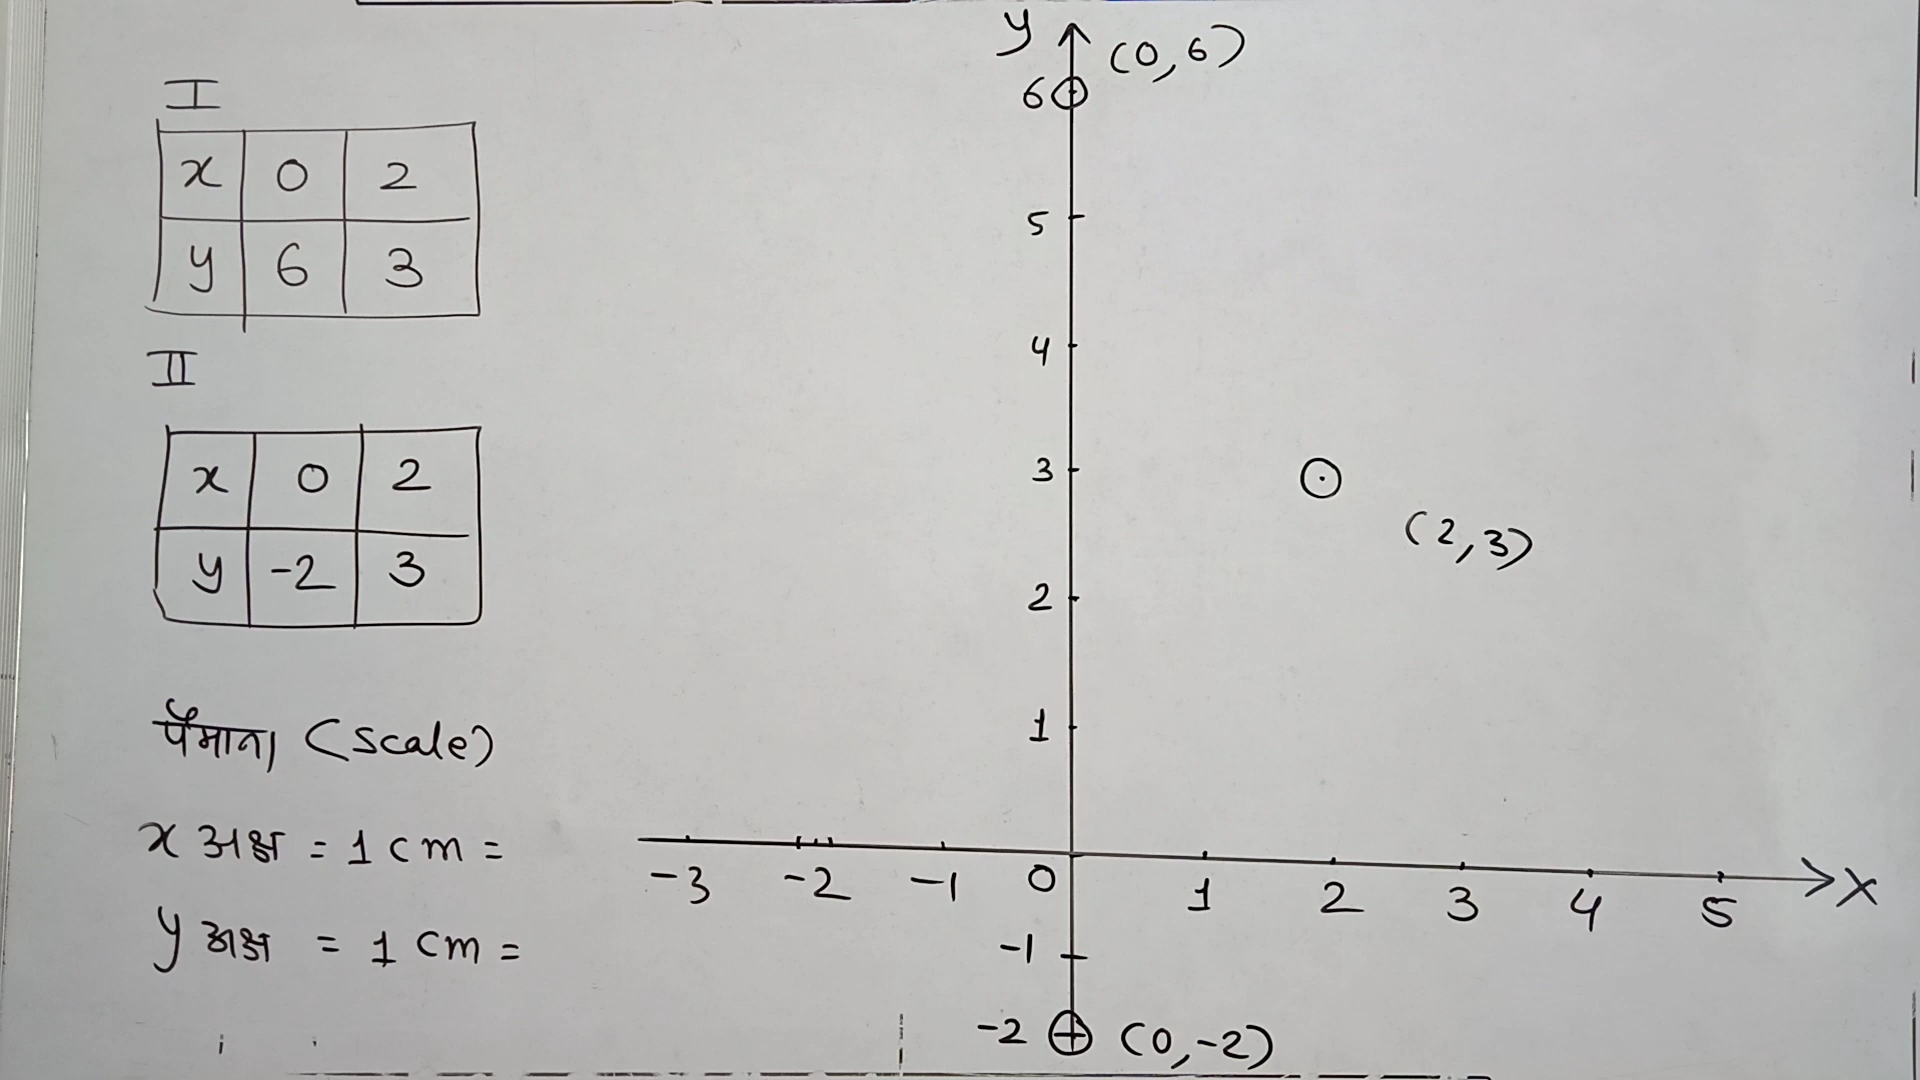 I
x 0 2
y 6 3
II
x 0 2
y -2 3
पैमाना (scale)
x अक्ष = 1 cm =
y अक्ष = 1 cm =
y (0,6)
6
5
4
3
(2,3)
2
1
-3 -2 -1 0 1 2 3 4 5 X
-1
-2 (0,-2)